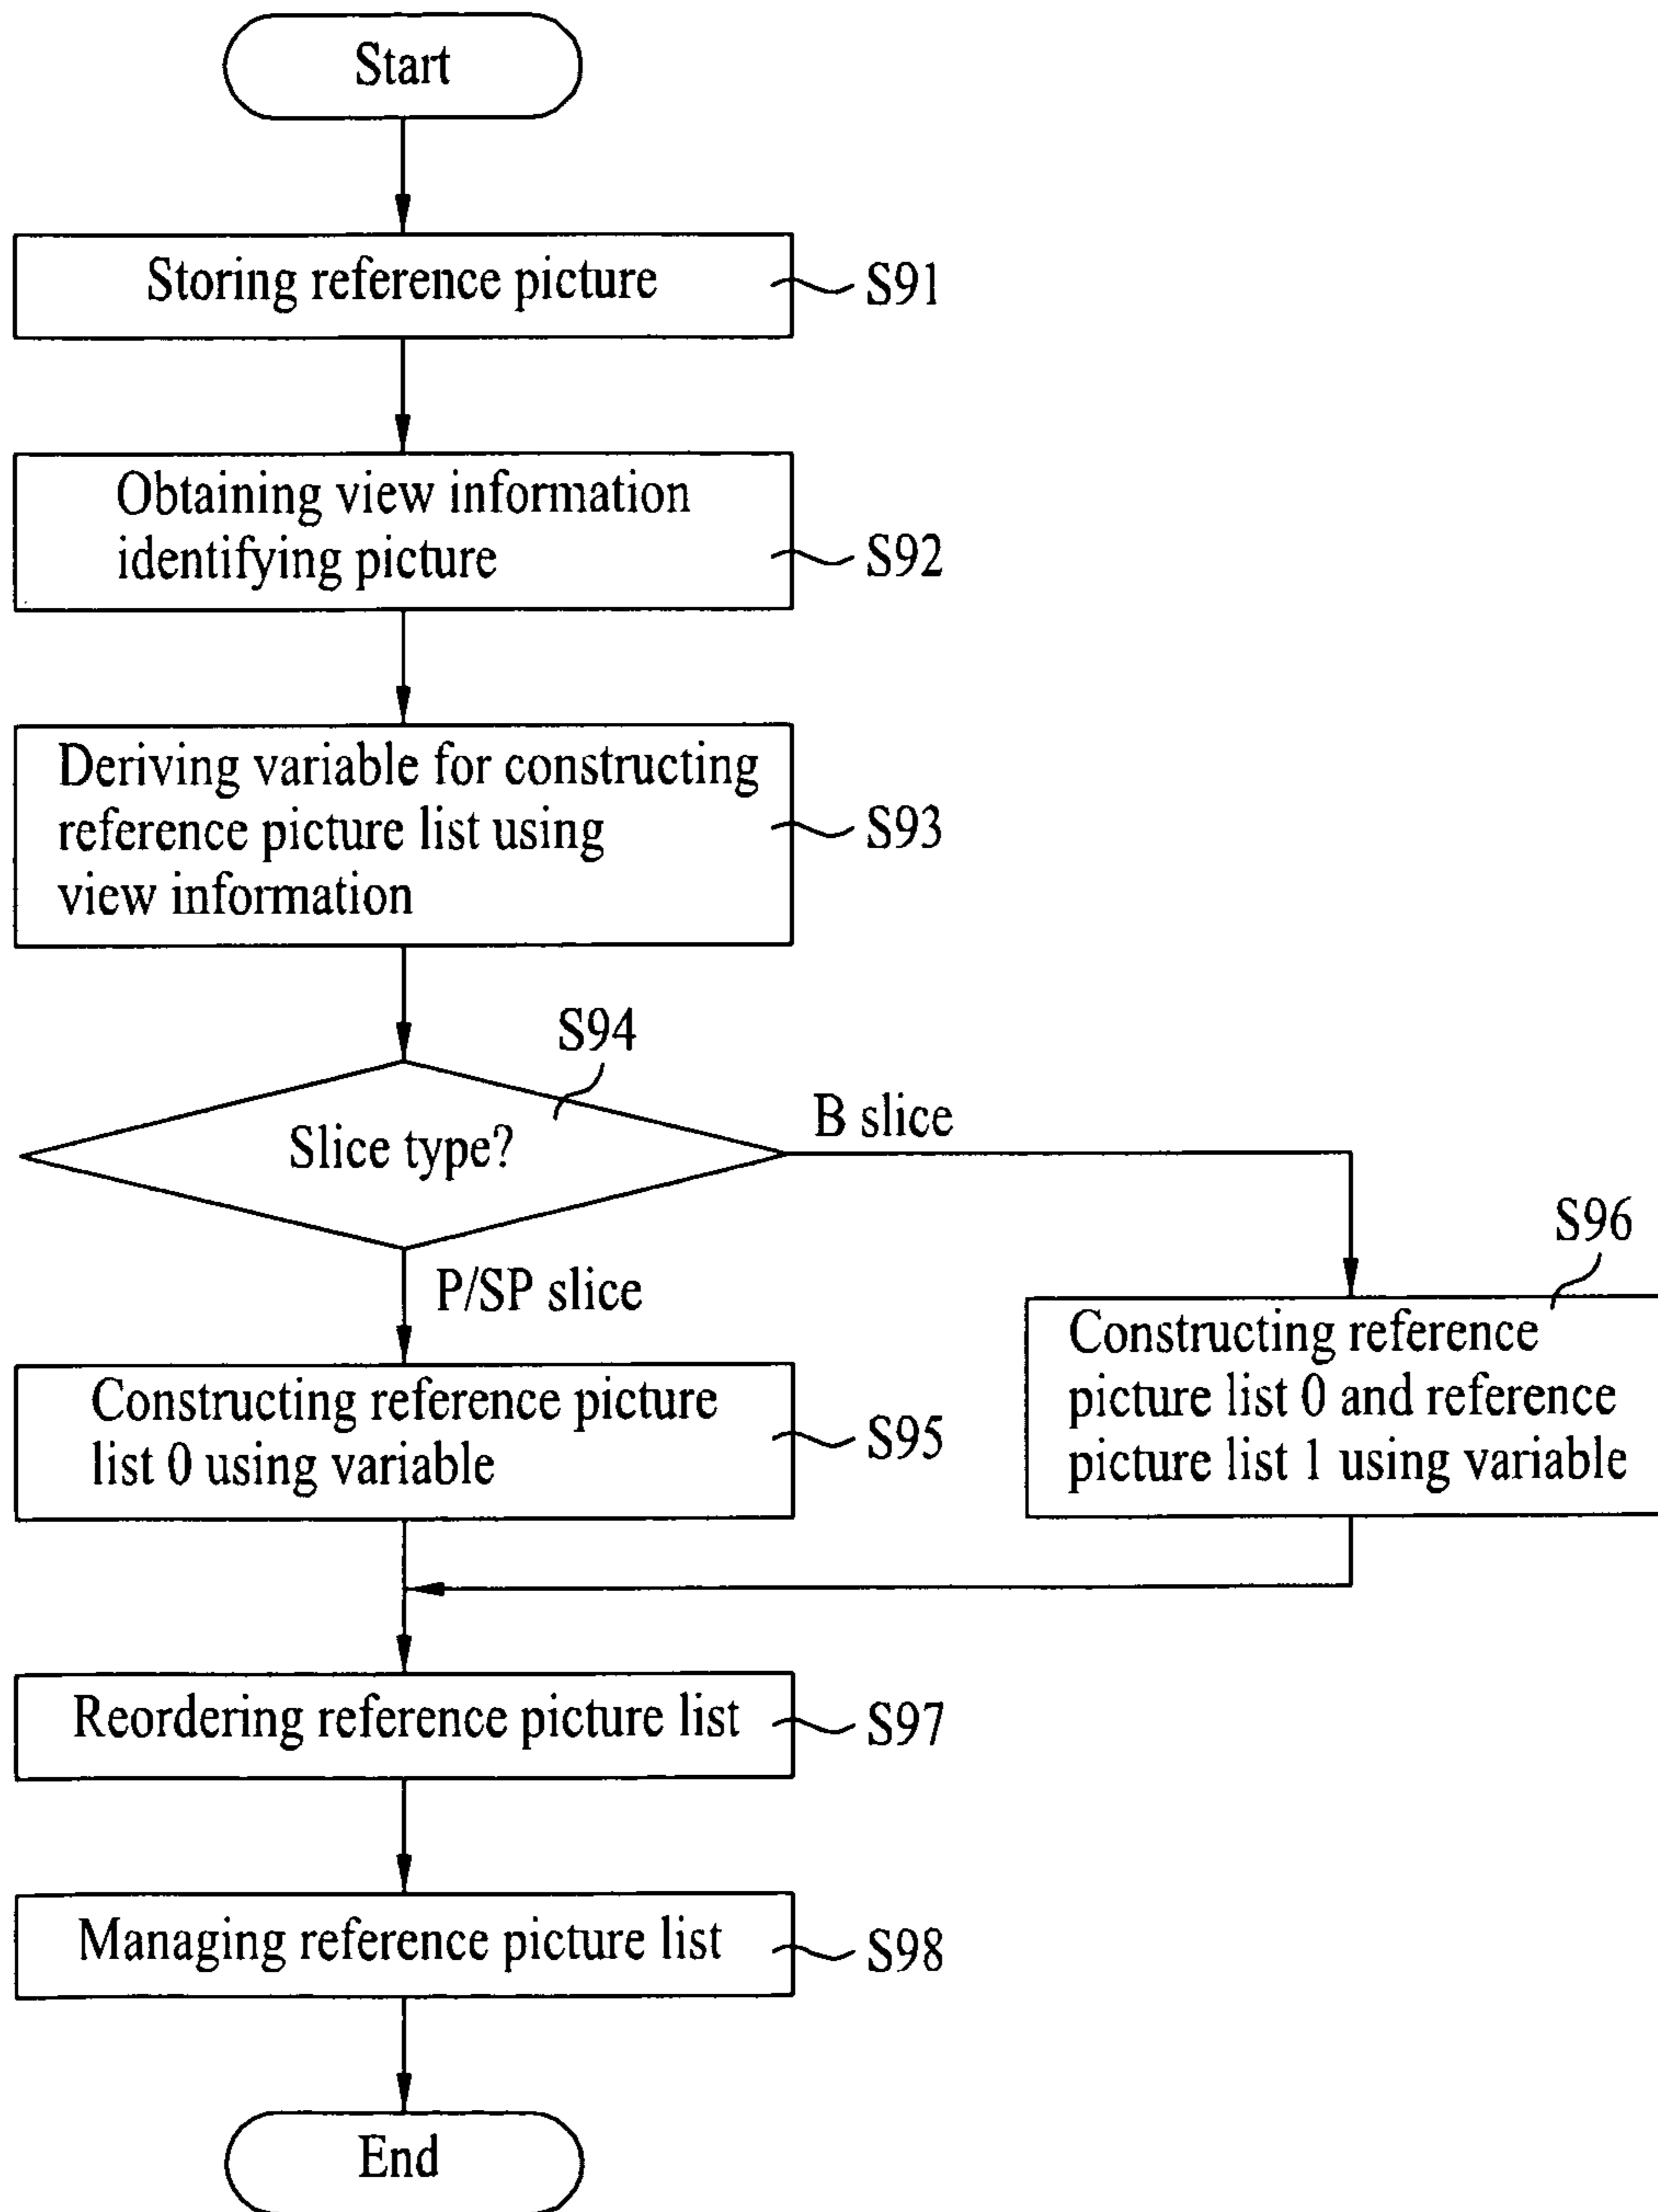 Start
Storing reference picture
S91
Obtaining view information
identifying picture
S92
Deriving variable for constructing
reference picture list using
view information
S93
S94
Slice type?
B slice
P/SP slice
S96
Constructing reference
picture list 0 and reference
picture list 1 using variable
Constructing reference picture
list 0 using variable
S95
Reordering reference picture list
S97
Managing reference picture list
S98
End